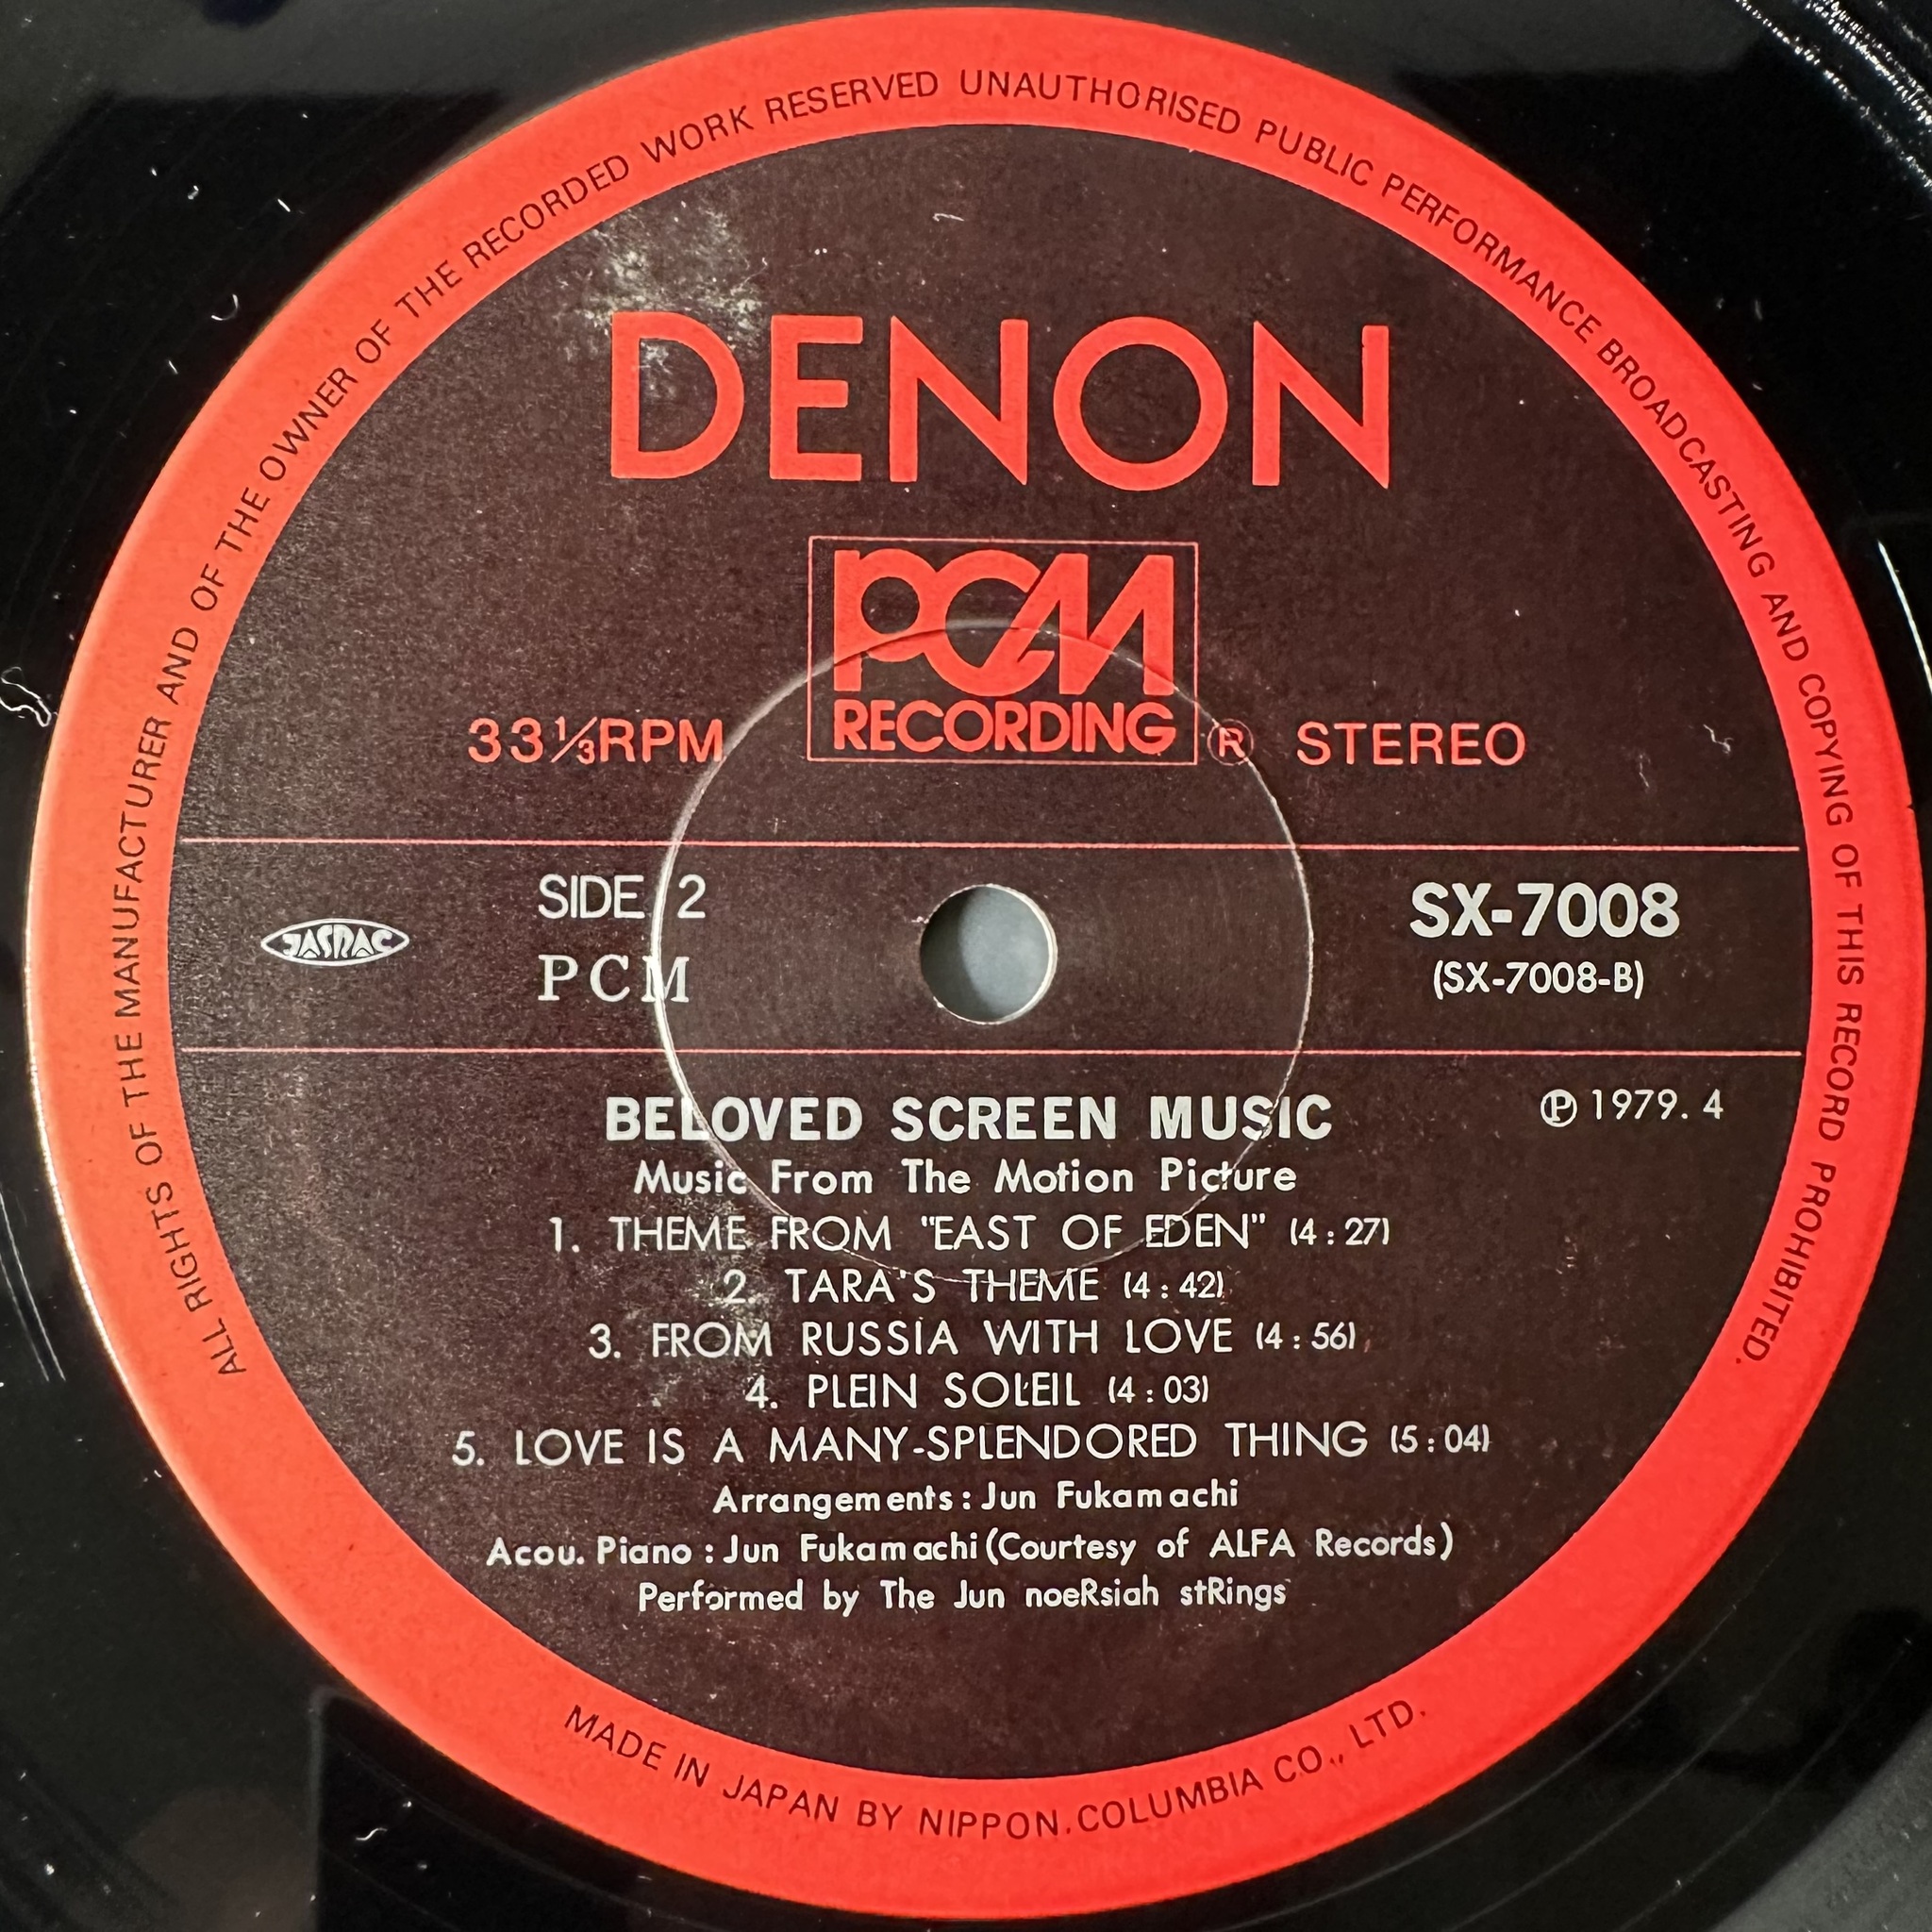 ALL RIGHTS OF THE MANUFACTURER AND OF THE OWNER OF THE RECORDED WORK RESERVED UNAUTHORISED PUBLIC PERFORMANCE BROADCASTING AND COPYING OF THIS RECORD PROHIBITED.
DENON
PCM
RECORDING
33⅓RPM
® STEREO
JASRAC
SIDE 2
PCM
SX-7008
(SX-7008-B)
℗ 1979. 4
BELOVED SCREEN MUSIC
Music From The Motion Picture
1. THEME FROM "EAST OF EDEN" (4:27)
2. TARA'S THEME (4:42)
3. FROM RUSSIA WITH LOVE (4:56)
4. PLEIN SOLEIL (4:03)
5. LOVE IS A MANY-SPLENDORED THING (5:04)
Arrangements: Jun Fukamachi
Acou. Piano: Jun Fukamachi (Courtesy of ALFA Records)
Performed by The Jun noeRsiah stRings
MADE IN JAPAN BY NIPPON.COLUMBIA CO., LTD.